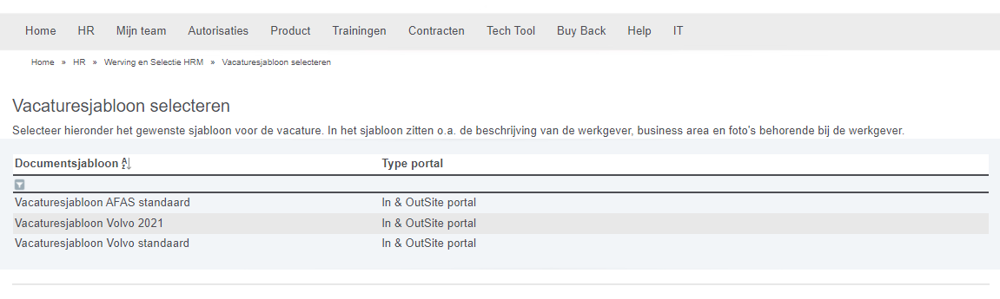 Home HR Mijn team Autorisaties Product Trainingen Contracten Tech Tool Buy Back Help IT
Home » HR » Werving en Selectie HRM » Vacaturesjabloon selecteren
Vacaturesjabloon selecteren
Selecteer hieronder het gewenste sjabloon voor de vacature. In het sjabloon zitten o.a. de beschrijving van de werkgever, business area en foto's behorende bij de werkgever.
Documentsjabloon Type portal
Vacaturesjabloon AFAS standaard In & OutSite portal
Vacaturesjabloon Volvo 2021 In & OutSite portal
Vacaturesjabloon Volvo standaard In & OutSite portal